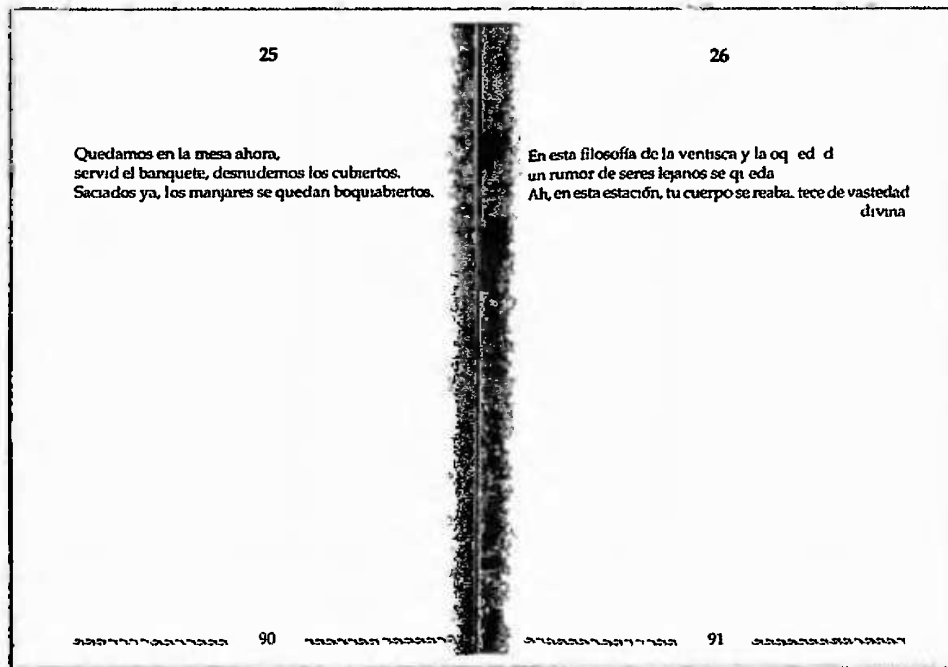 25
Quedamos en la mesa ahora,
servid el banquete, desnudemos los cubiertos.
Saciados ya, los manjares se quedan boquiabiertos.
90
26
En esta filosofía de la ventisca y la
un rumor de seres lejanos se
Ah, en esta estación, tu cuerpo se de vastedad
divina
91